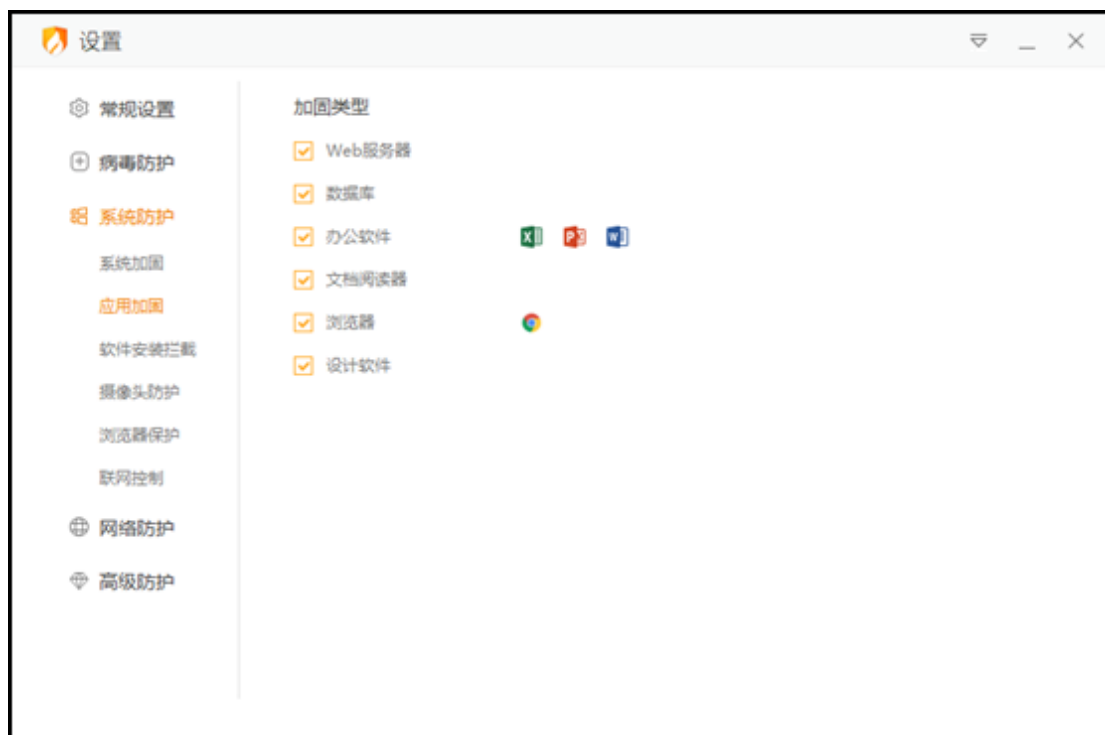 设置
常规设置
病毒防护
系统防护
系统加固
应用加固
软件安装拦截
摄像头防护
浏览器保护
联网控制
网络防护
高级防护
加固类型
Web服务器
数据库
办公软件
文档阅读器
浏览器
设计软件